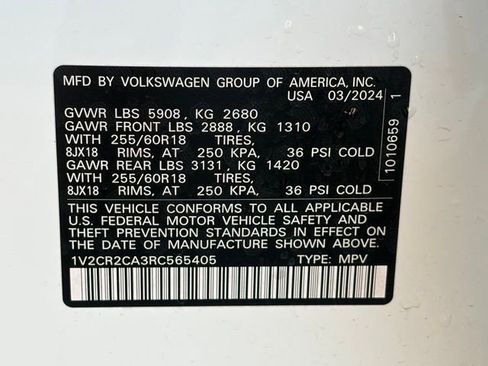 MFD BY VOLKSWAGEN GROUP OF AMERICA, INC.
USA 03/2024
GVWR LBS 5908, KG 2680
GAWR FRONT LBS 2888, KG 1310
WITH 255/60R18 TIRES,
8JX18 RIMS, AT 250 KPA, 36 PSI COLD
GAWR REAR LBS 3131, KG 1420
WITH 255/60R18 TIRES,
8JX18 RIMS, AT 250 KPA, 36 PSI COLD
THIS VEHICLE CONFORMS TO ALL APPLICABLE
U.S. FEDERAL MOTOR VEHICLE SAFETY AND
THEFT PREVENTION STANDARDS IN EFFECT ON
THE DATE OF MANUFACTURE SHOWN ABOVE.
1V2CR2CA3RC565405 TYPE: MPV
1010659 1